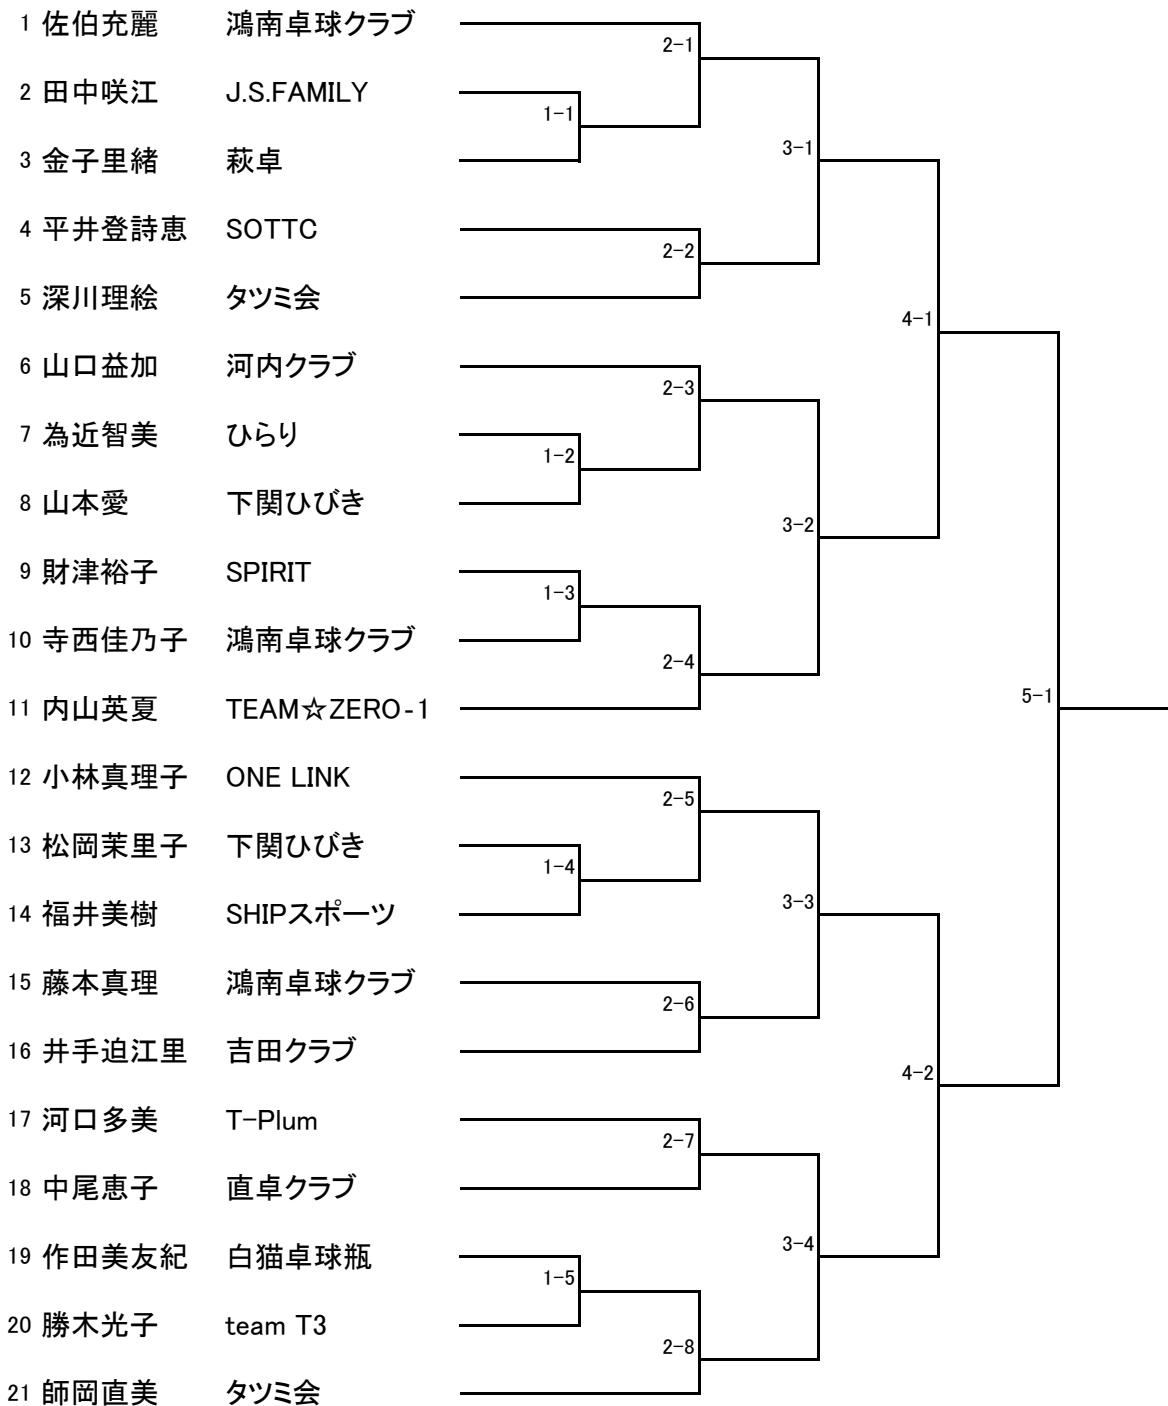 1 佐伯充麗 鴻南卓球クラブ
2-1
2 田中咲江 J.S.FAMILY
1-1
3 金子里緒 萩卓
3-1
4 平井登詩恵 SOTTC
2-2
5 深川理絵 タツミ会
4-1
6 山口益加 河内クラブ
2-3
7 為近智美 ひらり
1-2
8 山本愛 下関ひびき
3-2
9 財津裕子 SPIRIT
1-3
10 寺西佳乃子 鴻南卓球クラブ
2-4
11 内山英夏 TEAM☆ZERO-1
5-1
12 小林真理子 ONE LINK
2-5
13 松岡茉里子 下関ひびき
1-4
14 福井美樹 SHIPスポーツ
3-3
15 藤本真理 鴻南卓球クラブ
2-6
16 井手迫江里 吉田クラブ
4-2
17 河口多美 T-Plum
2-7
18 中尾恵子 直卓クラブ
3-4
19 作田美友紀 白猫卓球瓶
1-5
20 勝木光子 team T3
2-8
21 師岡直美 タツミ会